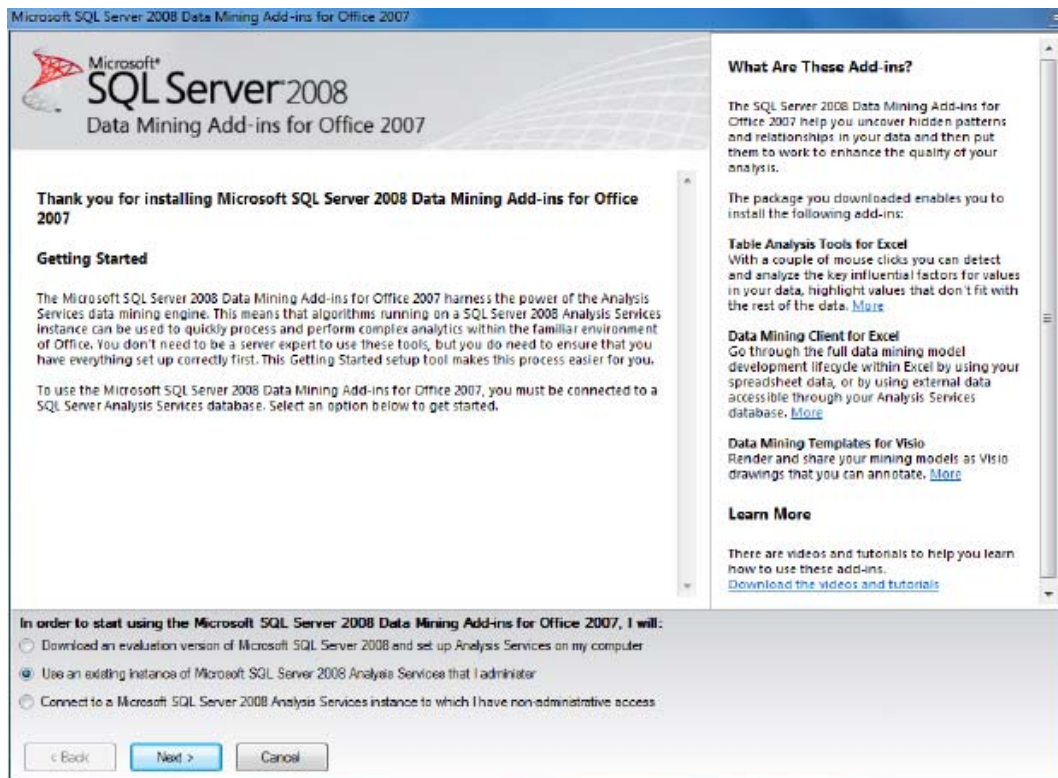 Microsoft SQL Server 2008 Data Mining Add-ins for Office 2007
Microsoft®
SQL Server 2008
Data Mining Add-ins for Office 2007
Thank you for installing Microsoft SQL Server 2008 Data Mining Add-ins for Office
2007
Getting Started
The Microsoft SQL Server 2008 Data Mining Add-ins for Office 2007 harness the power of the Analysis
Services data mining engine. This means that algorithms running on a SQL Server 2008 Analysis Services
instance can be used to quickly process and perform complex analytics within the familiar environment
of Office. You don't need to be a server expert to use these tools, but you do need to ensure that you
have everything set up correctly first. This Getting Started setup tool makes this process easier for you.
To use the Microsoft SQL Server 2008 Data Mining Add-ins for Office 2007, you must be connected to a
SQL Server Analysis Services database. Select an option below to get started.
What Are These Add-ins?
The SQL Server 2008 Data Mining Add-ins for
Office 2007 help you uncover hidden patterns
and relationships in your data and then put
them to work to enhance the quality of your
analysis.
The package you downloaded enables you to
install the following add-ins:
Table Analysis Tools for Excel
With a couple of mouse clicks you can detect
and analyze the key influential factors for values
in your data, highlight values that don't fit with
the rest of the data. More
Data Mining Client for Excel
Go through the full data mining model
development lifecycle within Excel by using your
spreadsheet data, or by using external data
accessible through your Analysis Services
database. More
Data Mining Templates for Visio
Render and share your mining models as Visio
drawings that you can annotate. More
Learn More
There are videos and tutorials to help you learn
how to use these add-ins.
Download the videos and tutorials
In order to start using the Microsoft SQL Server 2008 Data Mining Add-ins for Office 2007, I will:
Download an evaluation version of Microsoft SQL Server 2008 and set up Analysis Services on my computer
Use an existing instance of Microsoft SQL Server 2008 Analysis Services that I administer
Connect to a Microsoft SQL Server 2008 Analysis Services instance to which I have non-administrative access
< Back
Next >
Cancel